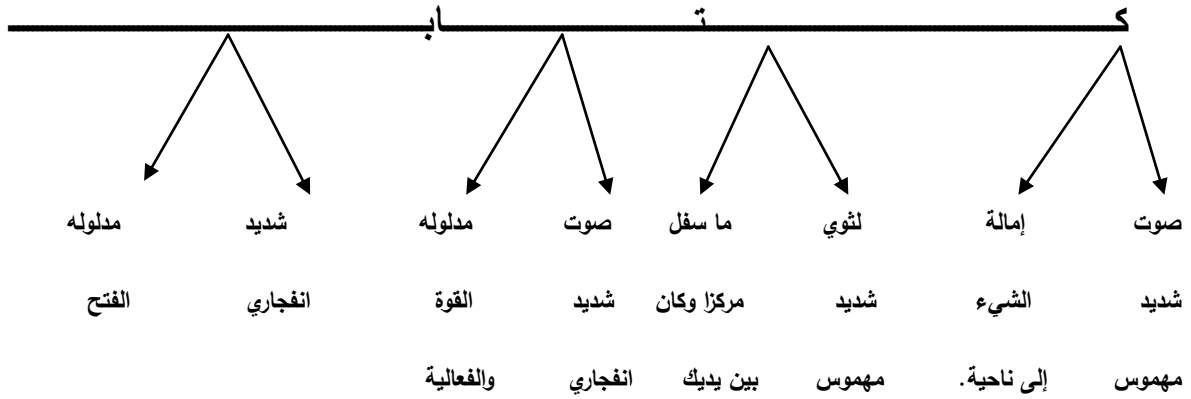 كـــــــتـــــــابـــــــ
صوت إمالة لثوي ما سفل صوت مدلوله شديد مدلوله
شديد الشيء شديد مركزا وكان شديد القوة انفجاري الفتح
مهموس إلى ناحية. مهموس بين يديك انفجاري والفعالية